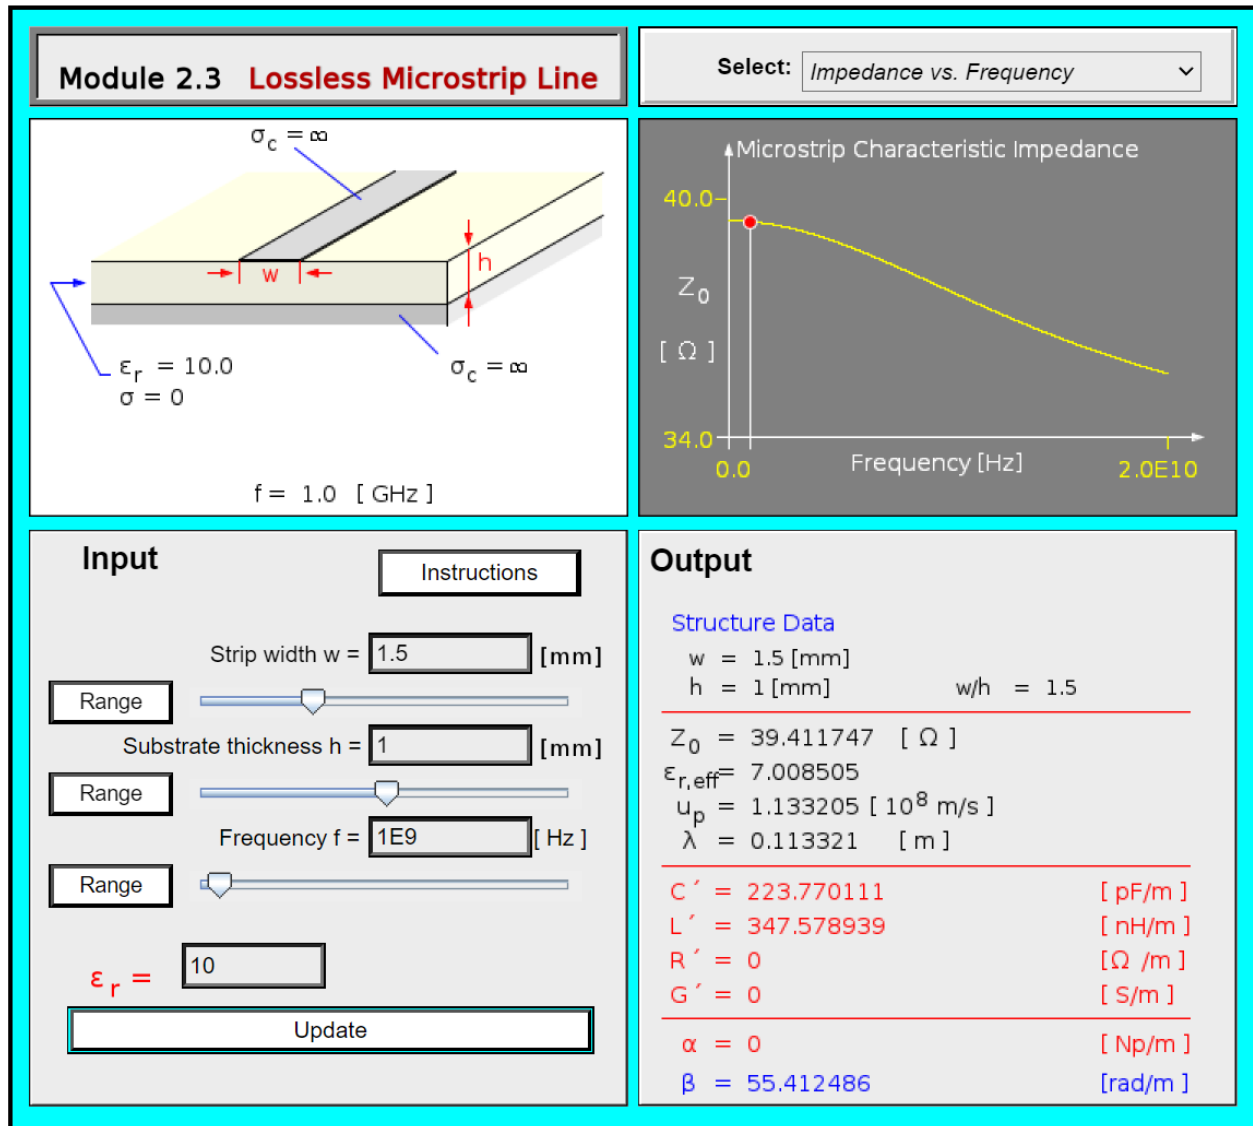 Module 2.3 Lossless Microstrip Line
Select: Impedance vs. Frequency
σc = ∞
w
h
εr = 10.0
σ = 0
σc = ∞
f = 1.0 [ GHz ]
Microstrip Characteristic Impedance
40.0
Z0
[ Ω ]
34.0
0.0
Frequency [Hz]
2.0E10
Input
Instructions
Strip width w = 1.5 [mm]
Range
Substrate thickness h = 1 [mm]
Range
Frequency f = 1E9 [ Hz ]
Range
εr = 10
Update
Output
Structure Data
w = 1.5 [mm]
h = 1 [mm] w/h = 1.5
Z0 = 39.411747 [ Ω ]
εr,eff = 7.008505
up = 1.133205 [ 10⁸ m/s ]
λ = 0.113321 [ m ]
C´ = 223.770111 [ pF/m ]
L´ = 347.578939 [ nH/m ]
R´ = 0 [Ω /m ]
G´ = 0 [ S/m ]
α = 0 [ Np/m ]
β = 55.412486 [rad/m ]